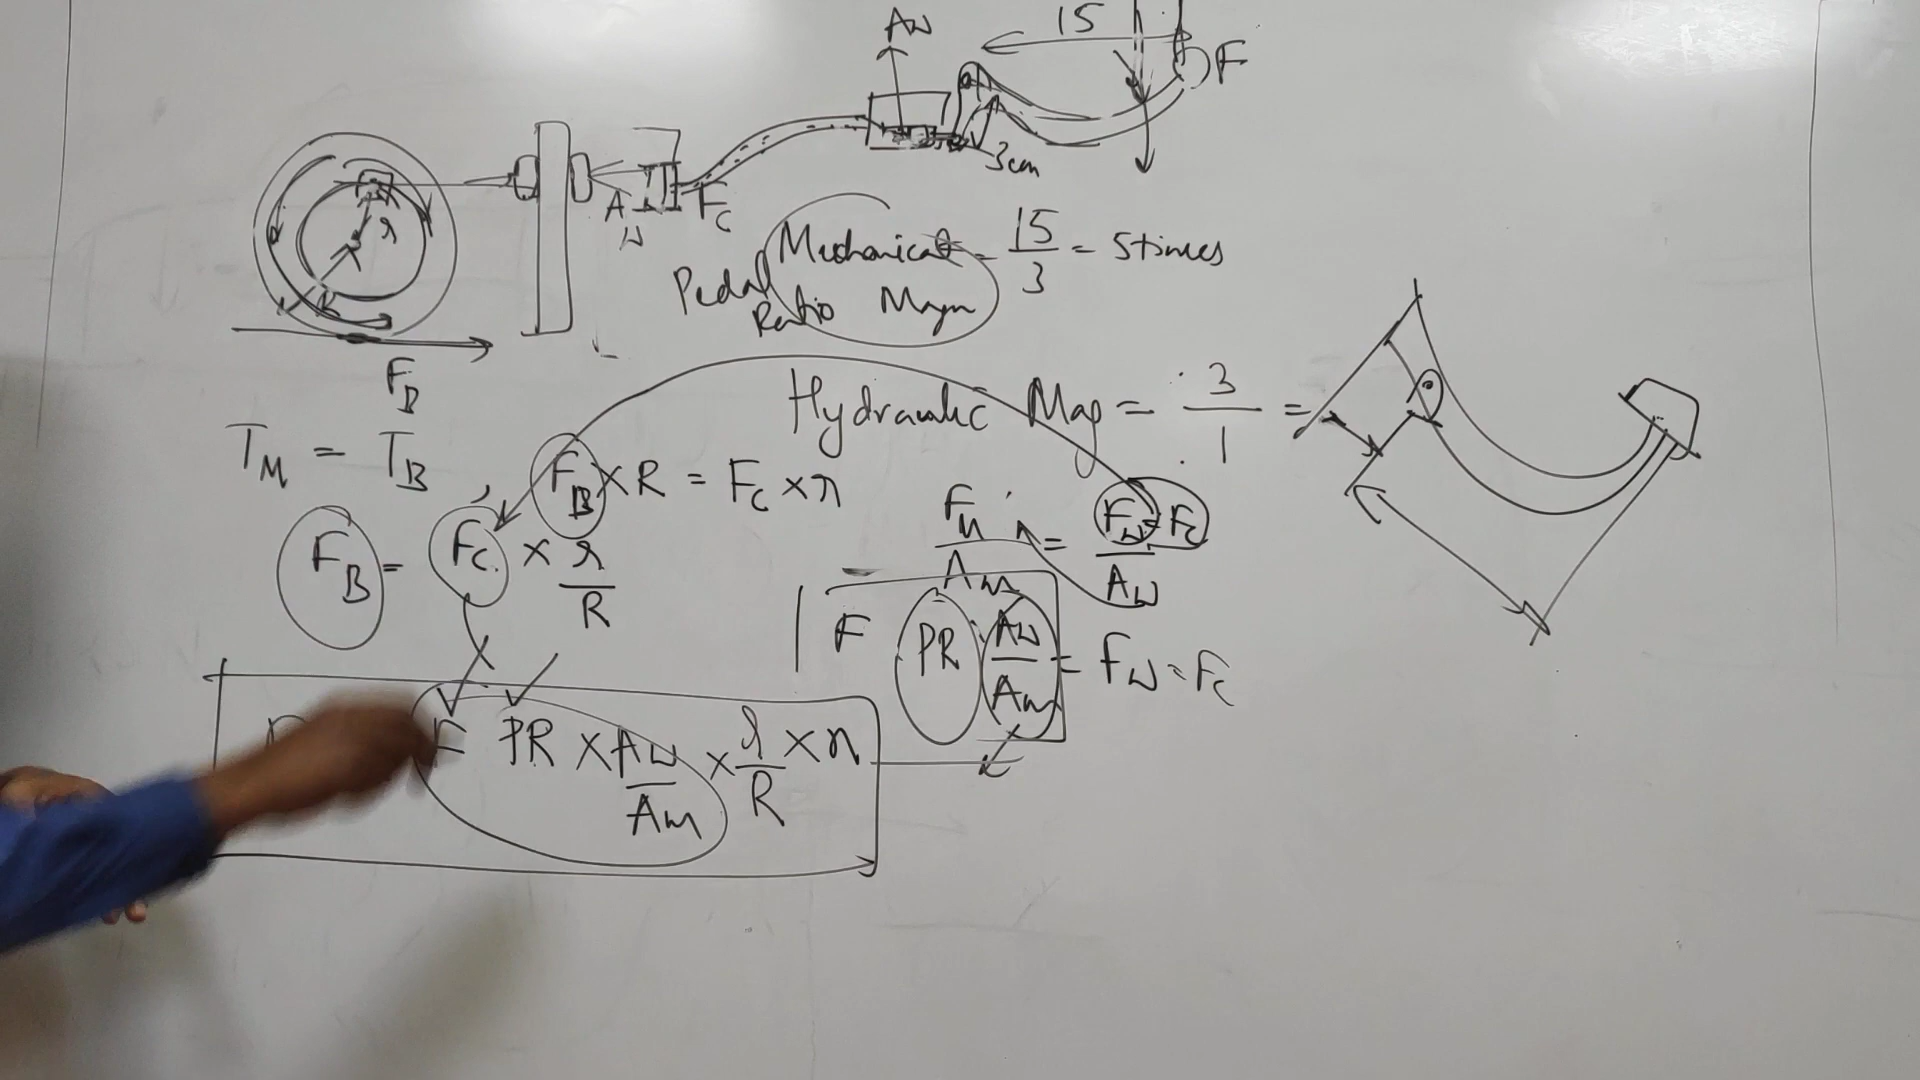 AW
15
F
3cm
A
W
FC
r
R
Mechanical = 15/3 = 5times
Pedal
Ratio Magn
FB
Hydraulic Mag = 3/1 =
TM = TB
FB × R = FC × r
FB = FC × r/R
FM/AM = FW = FC/AW
F PR AW/AM = FW = FC
F PR × AW/AM × r/R × n